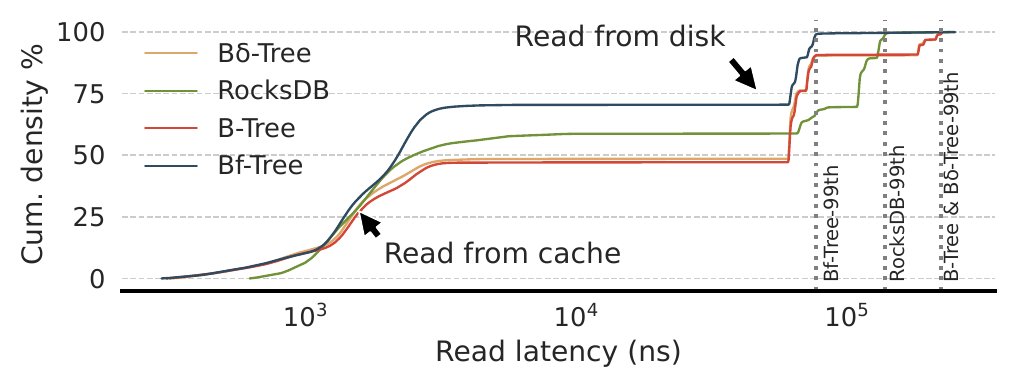 Cum. density %
100
75
50
25
0
Bδ-Tree
RocksDB
B-Tree
Bf-Tree
Read from disk
Read from cache
Bf-Tree-99th
RocksDB-99th
B-Tree & Bδ-Tree-99th
10³
10⁴
10⁵
Read latency (ns)